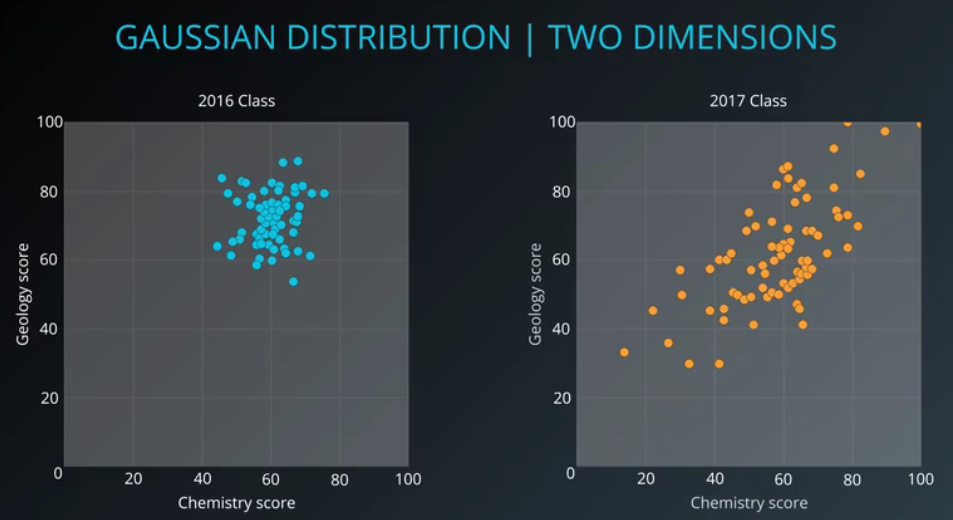 GAUSSIAN DISTRIBUTION | TWO DIMENSIONS
2016 Class
100
80
60
40
20
0
Geology score
20 40 60 80 100
Chemistry score
2017 Class
100
80
60
40
20
0
Geology score
20 40 60 80 100
Chemistry score